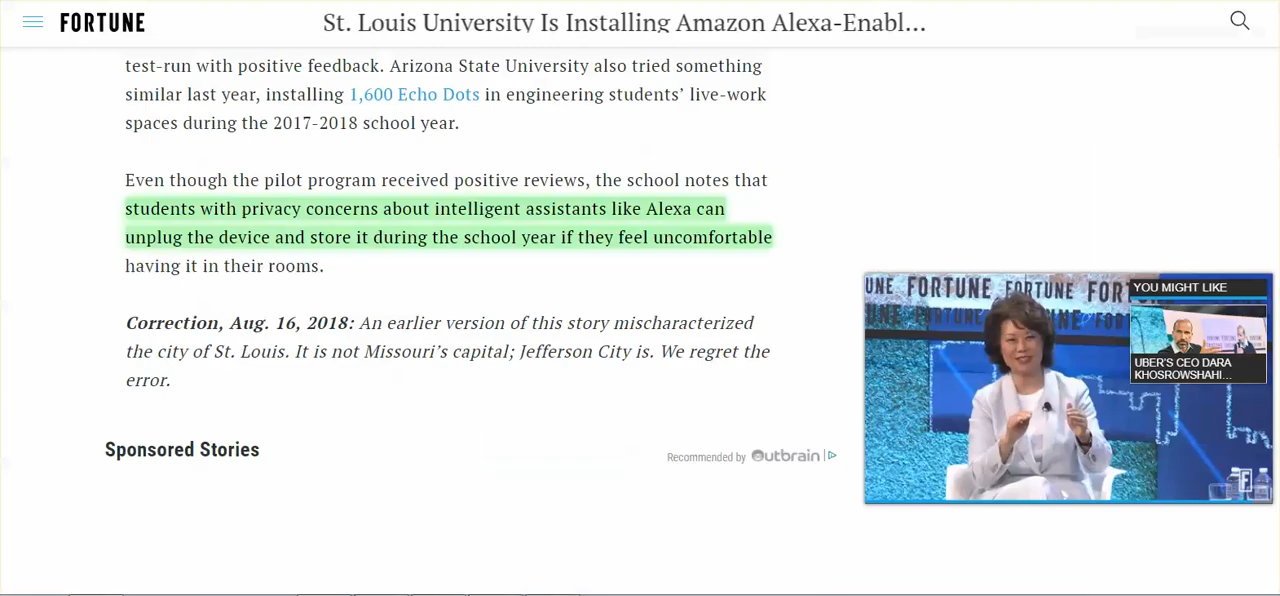 FORTUNE
St. Louis University Is Installing Amazon Alexa-Enabl...
test-run with positive feedback. Arizona State University also tried something
similar last year, installing 1,600 Echo Dots in engineering students’ live-work
spaces during the 2017-2018 school year.
Even though the pilot program received positive reviews, the school notes that
students with privacy concerns about intelligent assistants like Alexa can
unplug the device and store it during the school year if they feel uncomfortable
having it in their rooms.
Correction, Aug. 16, 2018: An earlier version of this story mischaracterized
the city of St. Louis. It is not Missouri’s capital; Jefferson City is. We regret the
error.
Sponsored Stories
Recommended by Outbrain
UNE FORTUNE FORTUNE FOR
YOU MIGHT LIKE
UBER'S CEO DARA
KHOSROWSHAHI...
F